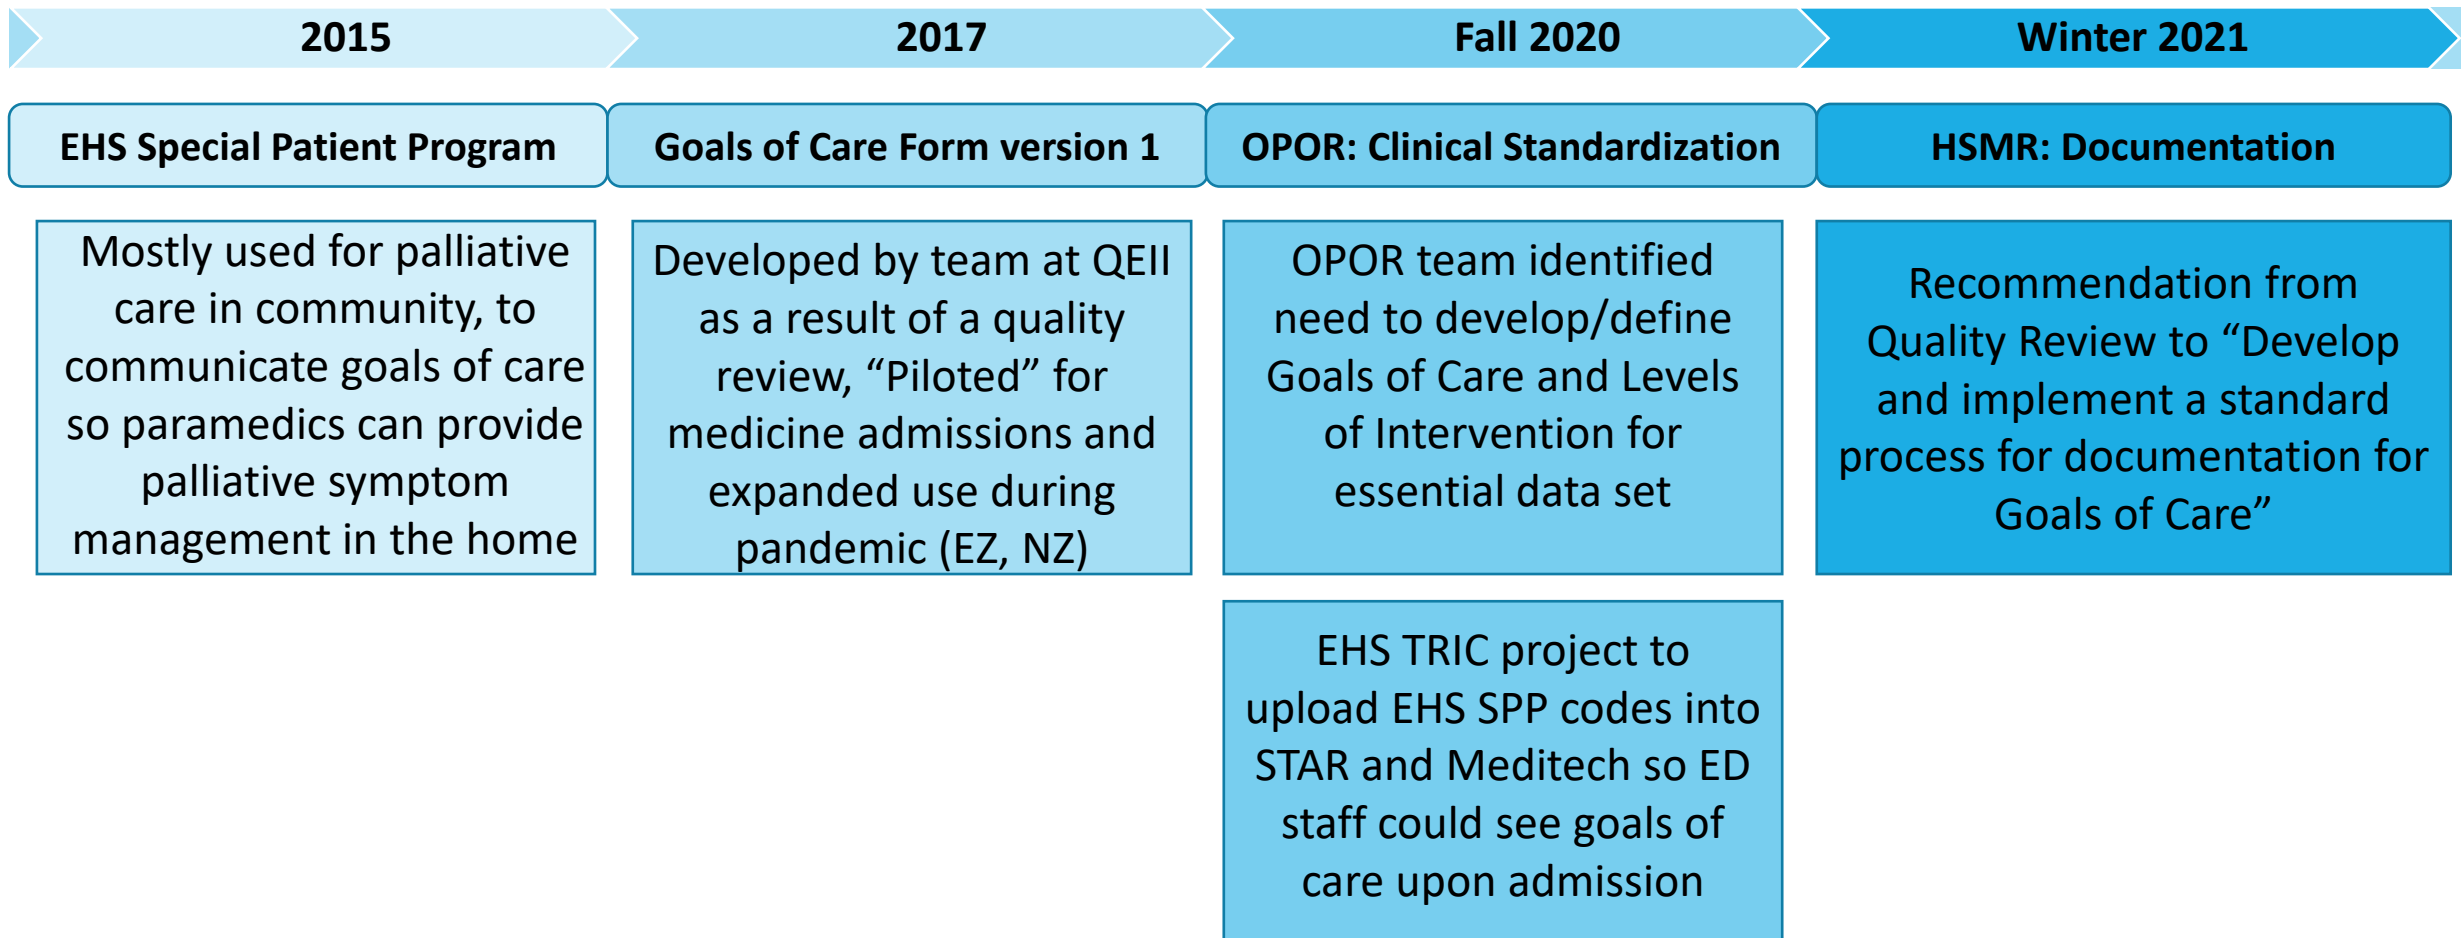 2015
2017
Fall 2020
Winter 2021
EHS Special Patient Program
Goals of Care Form version 1
OPOR: Clinical Standardization
HSMR: Documentation
Mostly used for palliative
care in community, to
communicate goals of care
so paramedics can provide
palliative symptom
management in the home
Developed by team at QEII
as a result of a quality
review, “Piloted” for
medicine admissions and
expanded use during
pandemic (EZ, NZ)
OPOR team identified
need to develop/define
Goals of Care and Levels
of Intervention for
essential data set
Recommendation from
Quality Review to “Develop
and implement a standard
process for documentation for
Goals of Care”
EHS TRIC project to
upload EHS SPP codes into
STAR and Meditech so ED
staff could see goals of
care upon admission